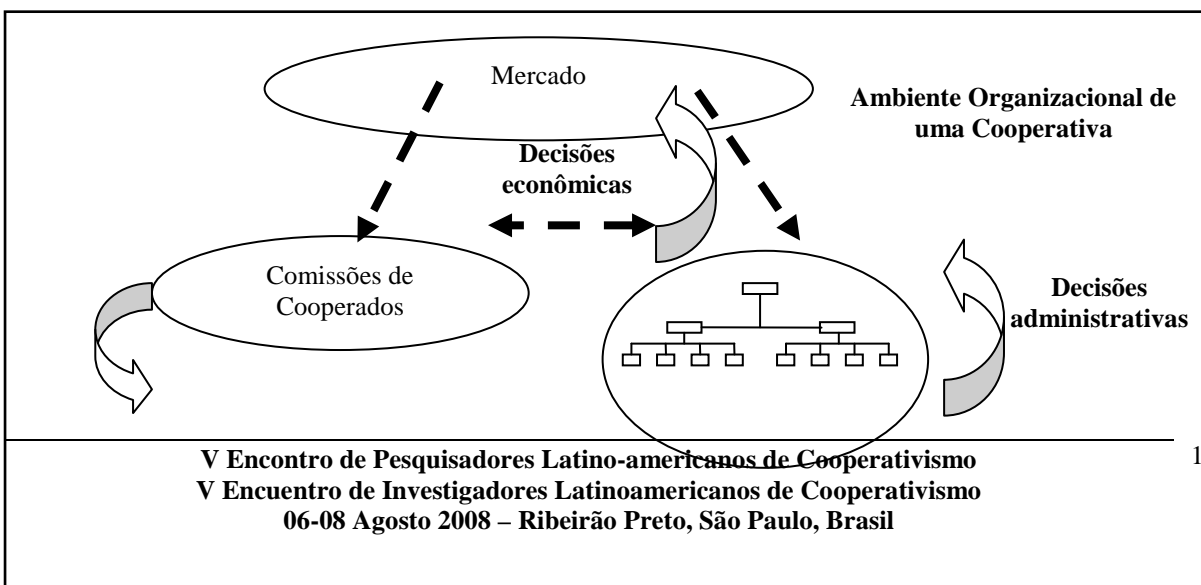 Mercado
Ambiente Organizacional de
uma Cooperativa
Decisões
econômicas
Comissões de
Cooperados
Decisões
administrativas
V Encontro de Pesquisadores Latino-americanos de Cooperativismo
V Encuentro de Investigadores Latinoamericanos de Cooperativismo
06-08 Agosto 2008 – Ribeirão Preto, São Paulo, Brasil
1